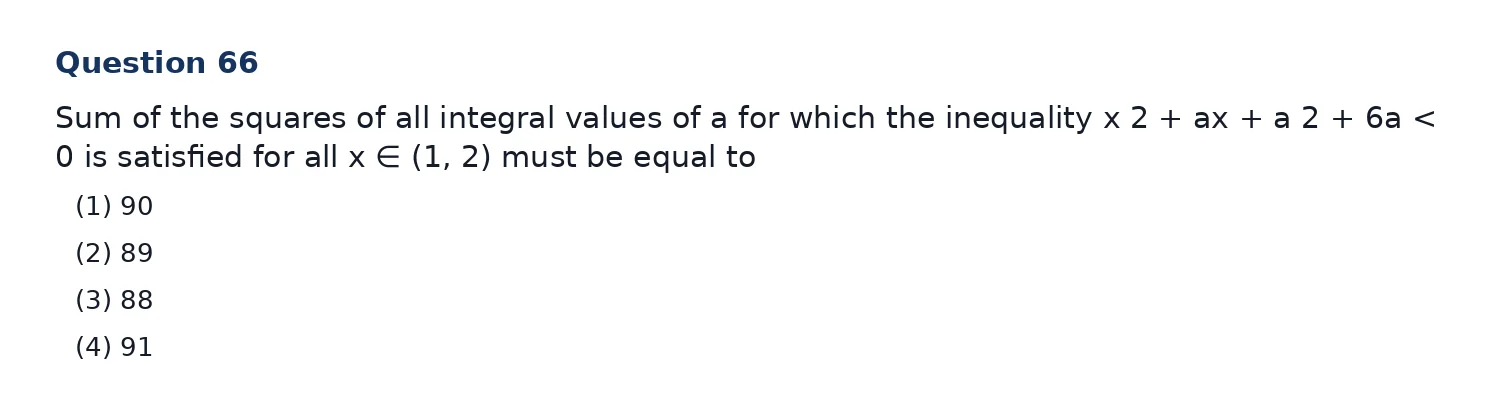 Question 66
Sum of the squares of all integral values of a for which the inequality x 2 + ax + a 2 + 6a <
0 is satisfied for all x ∈ (1, 2) must be equal to
(1) 90
(2) 89
(3) 88
(4) 91